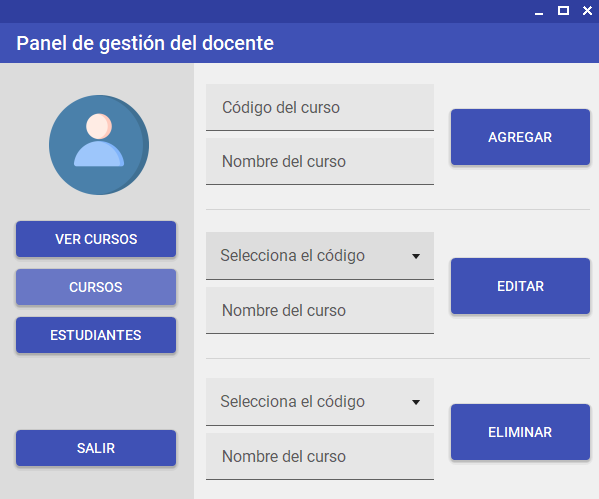 Panel de gestión del docente
VER CURSOS
CURSOS
ESTUDIANTES
SALIR
Código del curso
Nombre del curso
AGREGAR
Selecciona el código
Nombre del curso
EDITAR
Selecciona el código
Nombre del curso
ELIMINAR